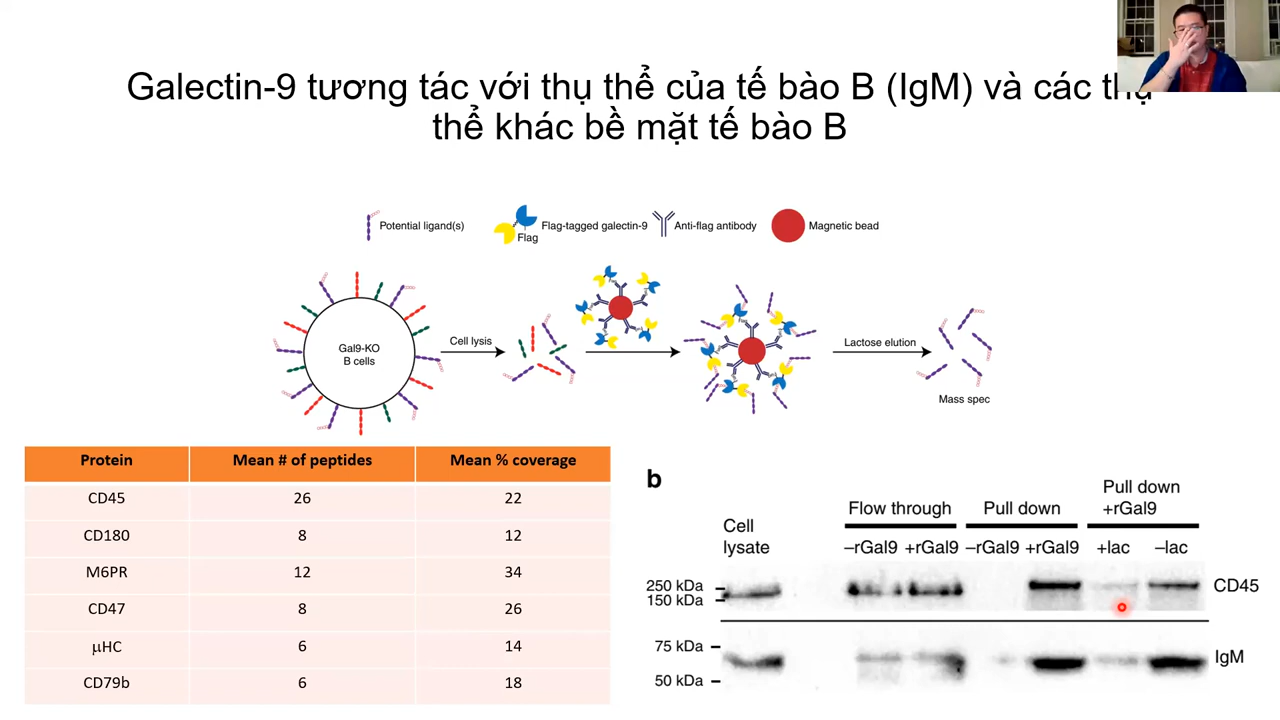 Galectin-9 tương tác với thụ thể của tế bào B (IgM) và các thụ
thể khác bề mặt tế bào B
Potential ligand(s)
Flag
Flag-tagged galectin-9
Anti-flag antibody
Magnetic bead
Gal9-KO
B cells
Cell lysis
Lactose elution
Mass spec
Protein Mean # of peptides Mean % coverage
CD45 26 22
CD180 8 12
M6PR 12 34
CD47 8 26
μHC 6 14
CD79b 6 18
b
Cell
lysate
Flow through
Pull down
Pull down
+rGal9
–rGal9 +rGal9 –rGal9 +rGal9 +lac –lac
250 kDa
150 kDa
CD45
75 kDa
50 kDa
IgM